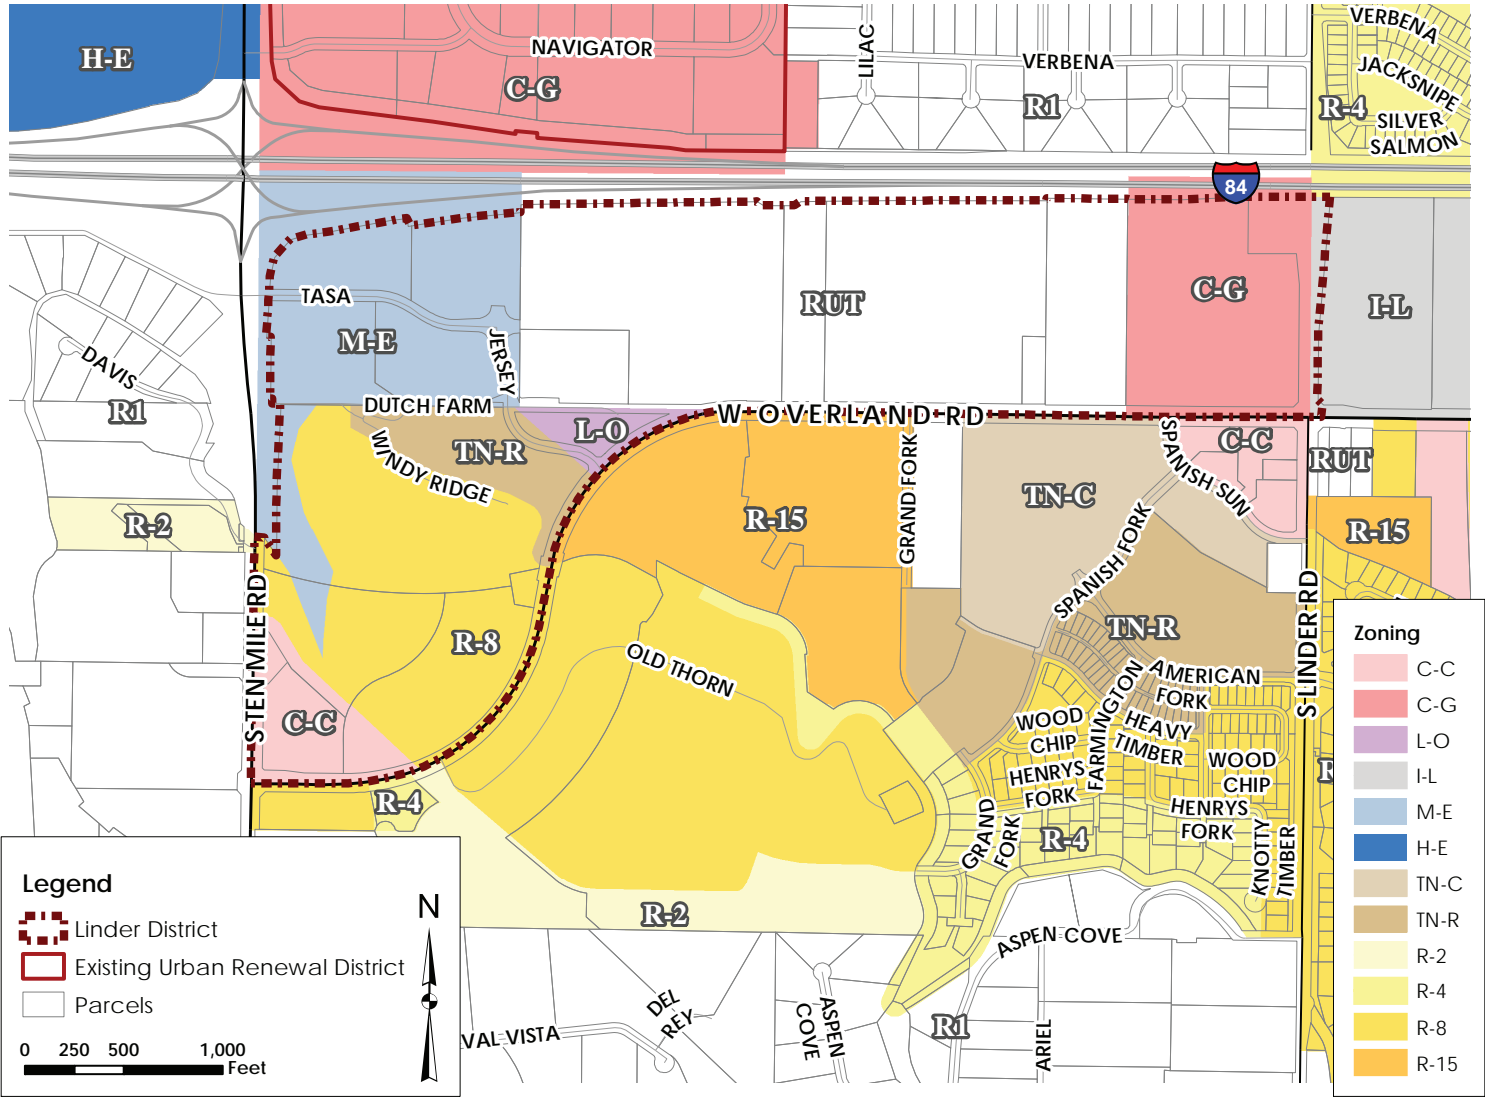 H-E
NAVIGATOR
C-G
LILAC
VERBENA
R1
VERBENA
JACKSNIPE
R-4
SILVER
SALMON
84
TASA
M-E
JERSEY
RUT
C-G
I-L
DAVIS
R1
DUTCH FARM
WINDY RIDGE
TN-R
L-O
W OVERLAND RD
GRAND FORK
SPANISH SUN
C-C
RUT
R-2
R-15
TN-C
R-15
SPANISH FORK
S TEN MILE RD
R-8
OLD THORN
TN-R
S LINDER RD
C-C
AMERICAN
FORK
FARMINGTON
HEAVY
TIMBER
WOOD
CHIP
WOOD
CHIP
HENRYS
FORK
HENRYS
FORK
R-4
GRAND
FORK
R-4
KNOTTY
TIMBER
R-2
ASPEN COVE
DEL
REY
VAL VISTA
ASPEN
COVE
R1
ARIEL
Legend
Linder District
Existing Urban Renewal District
Parcels
0 250 500 1,000
Feet
N
Zoning
C-C
C-G
L-O
I-L
M-E
H-E
TN-C
TN-R
R-2
R-4
R-8
R-15